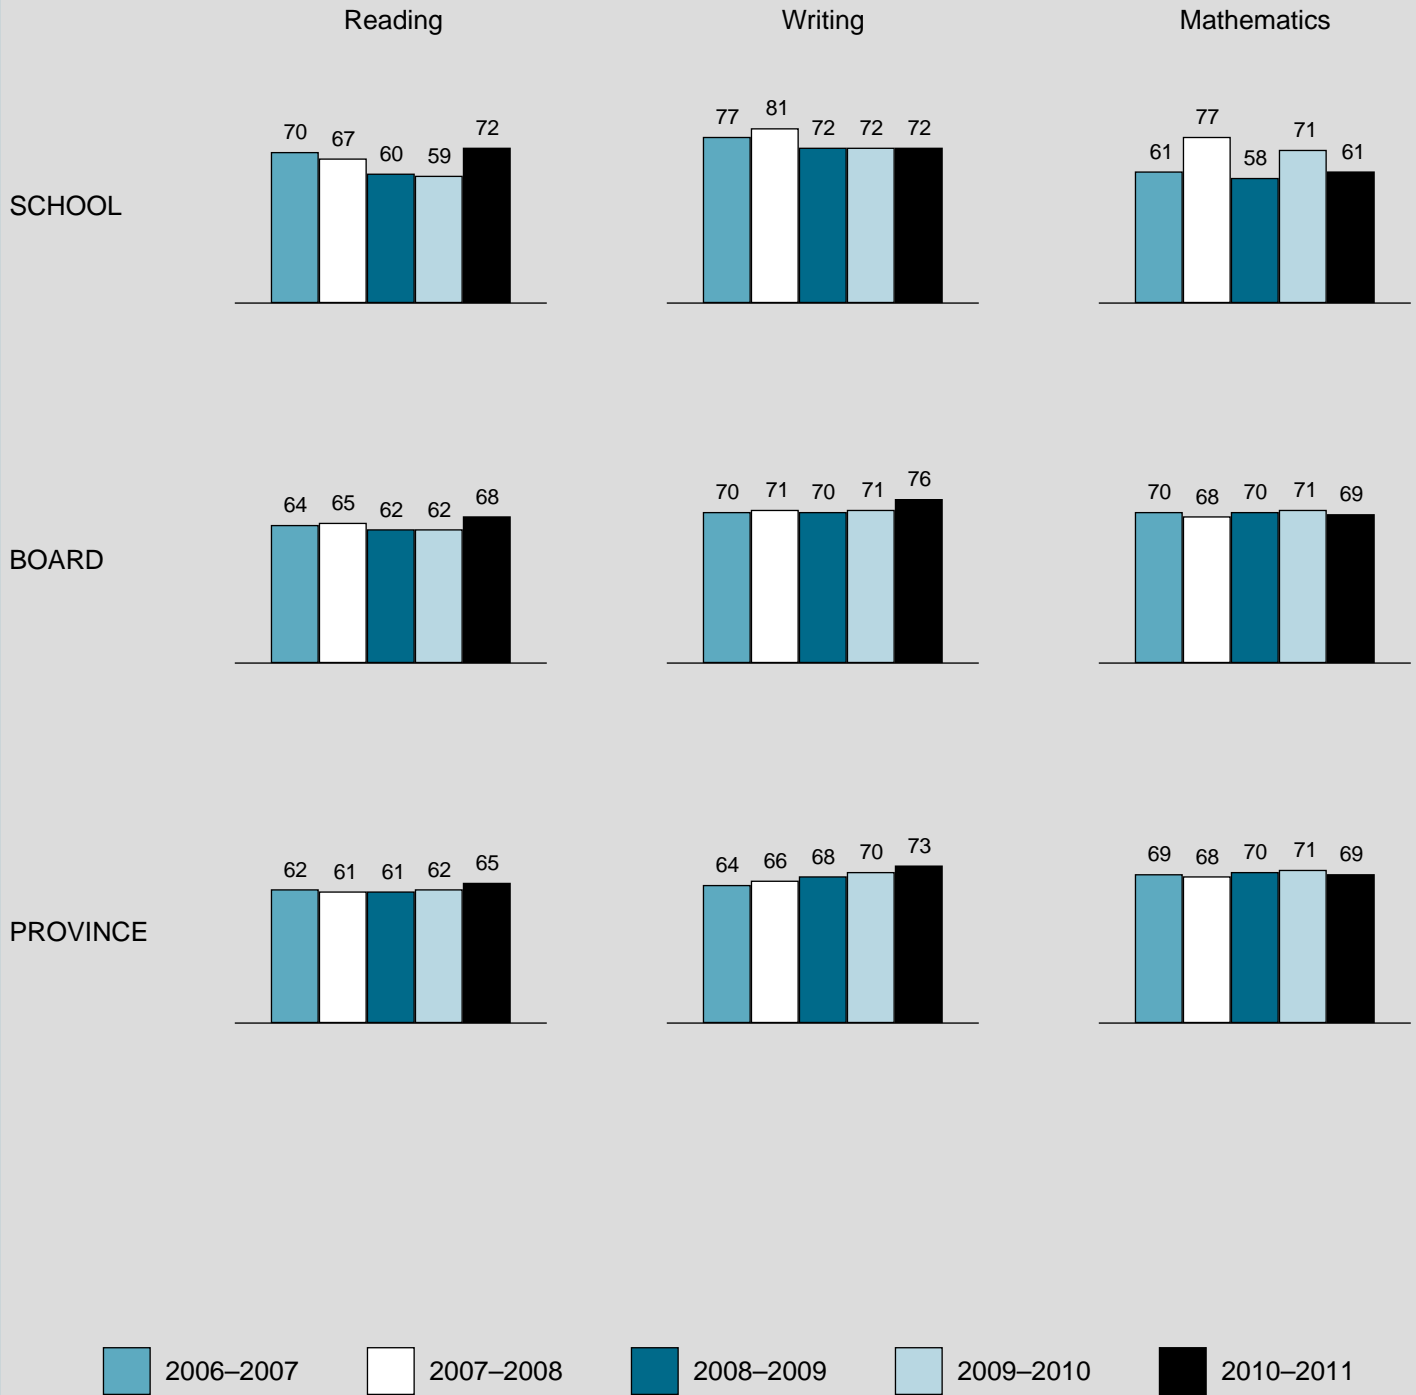 Reading Writing Mathematics
70 67 60 59 72 77 81 72 72 72 61 77 58 71 61
SCHOOL
64 65 62 62 68 70 71 70 71 76 70 68 70 71 69
BOARD
62 61 61 62 65 64 66 68 70 73 69 68 70 71 69
PROVINCE
2006–2007 2007–2008 2008–2009 2009–2010 2010–2011